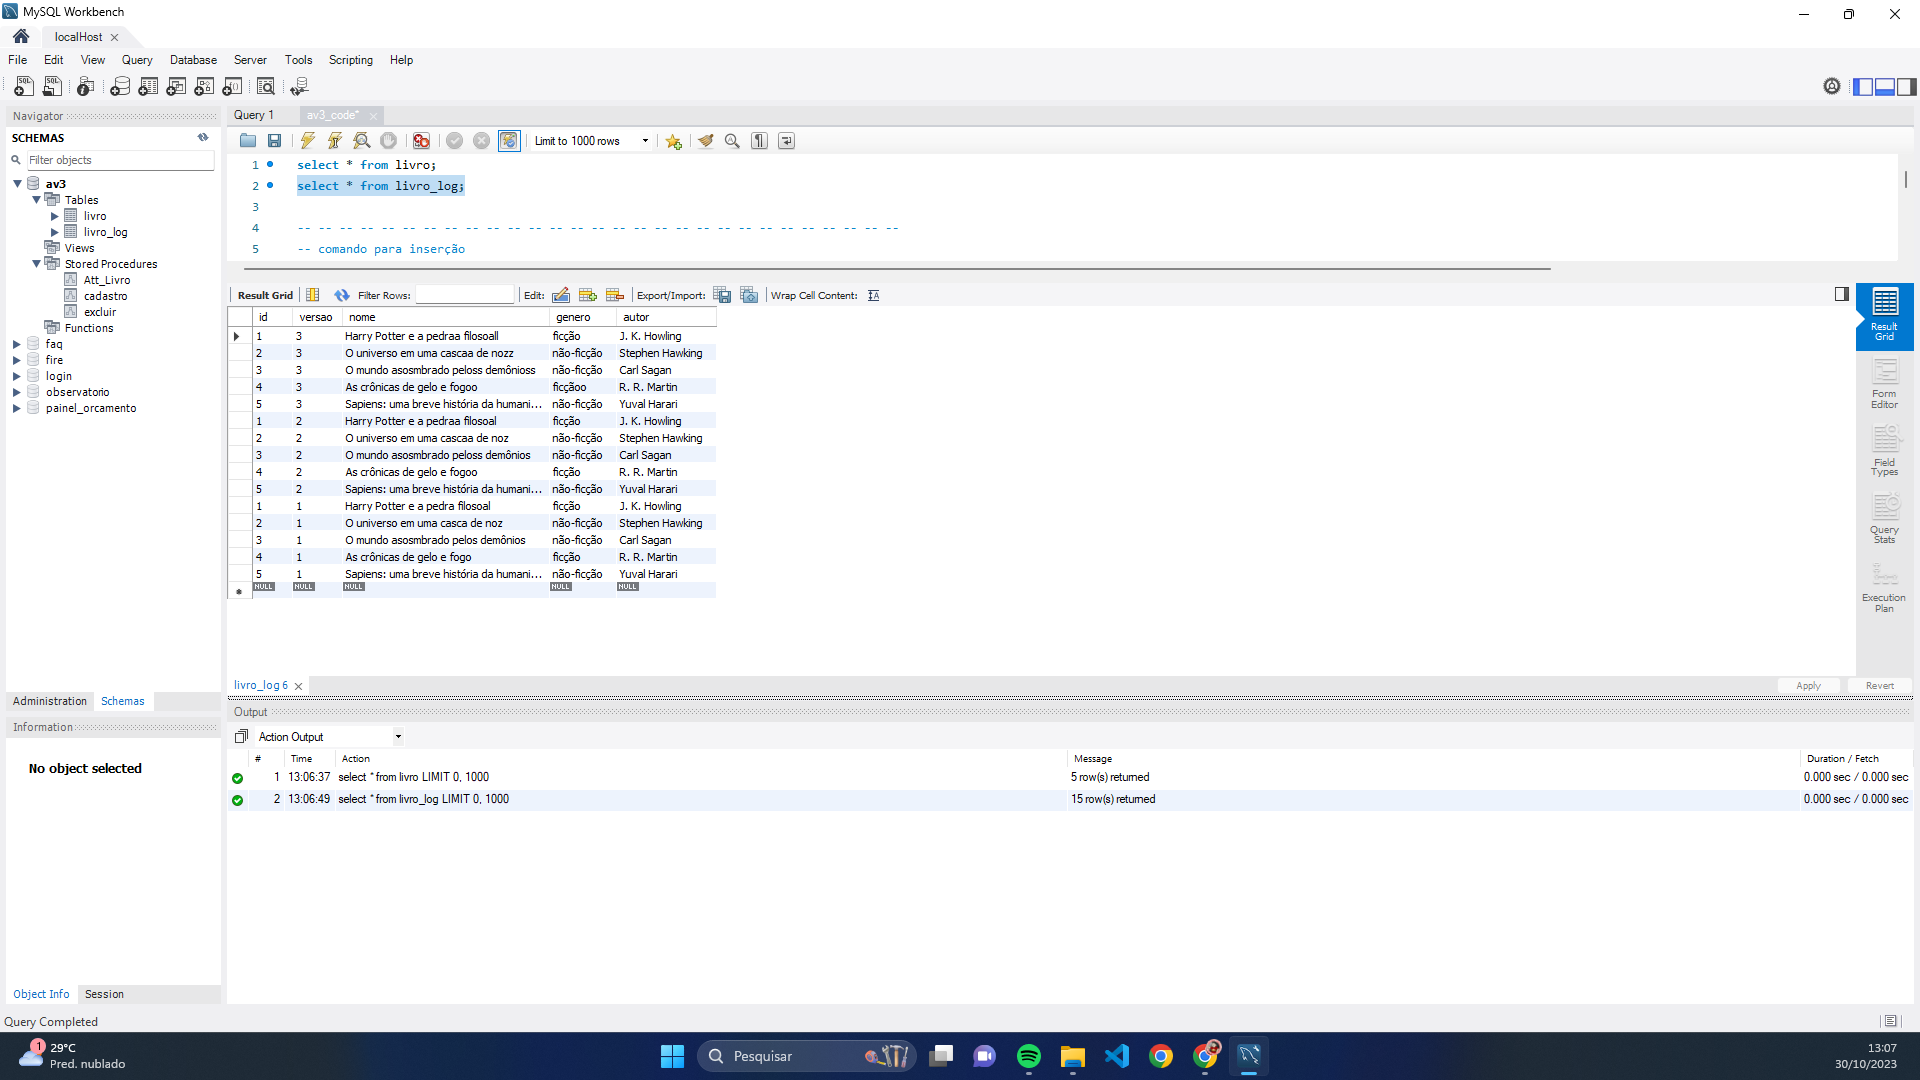 MySQL Workbench
localHost
File Edit View Query Database Server Tools Scripting Help
Navigator
SCHEMAS
Filter objects
av3
Tables
livro
livro_log
Views
Stored Procedures
Att_Livro
cadastro
excluir
Functions
faq
fire
login
observatorio
painel_orcamento
Administration Schemas
Information
No object selected
Object Info Session
Query 1 av3_code*
Limit to 1000 rows
1 select * from livro;
2 select * from livro_log;
3
4 -- -- -- -- -- -- -- -- -- -- -- -- -- -- -- -- -- -- -- -- -- -- -- -- -- -- -- -- --
5 -- comando para inserção
Result Grid Filter Rows: Edit: Export/Import: Wrap Cell Content:
id versao nome genero autor
1 3 Harry Potter e a pedraa filosoall ficção J. K. Howling
2 3 O universo em uma cascaa de nozz não-ficção Stephen Hawking
3 3 O mundo asosmbrado peloss demônioss não-ficção Carl Sagan
4 3 As crônicas de gelo e fogoo ficçãoo R. R. Martin
5 3 Sapiens: uma breve história da humani... não-ficção Yuval Harari
1 2 Harry Potter e a pedraa filosoal ficção J. K. Howling
2 2 O universo em uma cascaa de noz não-ficção Stephen Hawking
3 2 O mundo asosmbrado peloss demônios não-ficção Carl Sagan
4 2 As crônicas de gelo e fogoo ficção R. R. Martin
5 2 Sapiens: uma breve história da humani... não-ficção Yuval Harari
1 1 Harry Potter e a pedra filosoal ficção J. K. Howling
2 1 O universo em uma casca de noz não-ficção Stephen Hawking
3 1 O mundo asosmbrado pelos demônios não-ficção Carl Sagan
4 1 As crônicas de gelo e fogo ficção R. R. Martin
5 1 Sapiens: uma breve história da humani... não-ficção Yuval Harari
NULL NULL NULL NULL NULL
Result
Grid
Form
Editor
Field
Types
Query
Stats
Execution
Plan
livro_log 6
Apply Revert
Output
Action Output
# Time Action Message Duration / Fetch
1 13:06:37 select * from livro LIMIT 0, 1000 5 row(s) returned 0.000 sec / 0.000 sec
2 13:06:49 select * from livro_log LIMIT 0, 1000 15 row(s) returned 0.000 sec / 0.000 sec
Query Completed
1
29°C
Pred. nublado
Pesquisar
13:07
30/10/2023